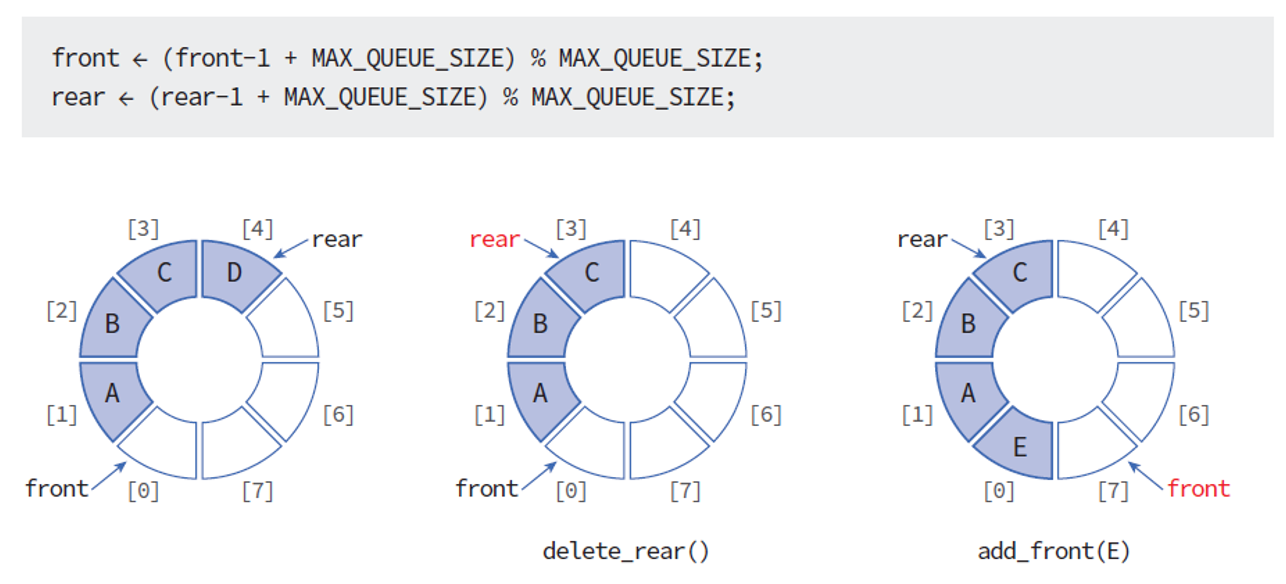 front ← (front-1 + MAX_QUEUE_SIZE) % MAX_QUEUE_SIZE;
rear ← (rear-1 + MAX_QUEUE_SIZE) % MAX_QUEUE_SIZE;
[3] [4] rear
C D
[2] B [5]
A
[1] [6]
front [0] [7]
rear [3] [4]
C
[2] B [5]
A
[1] [6]
front [0] [7]
delete_rear()
rear [3] [4]
C
[2] B [5]
A
[1] [6]
E
[0] [7] front
add_front(E)